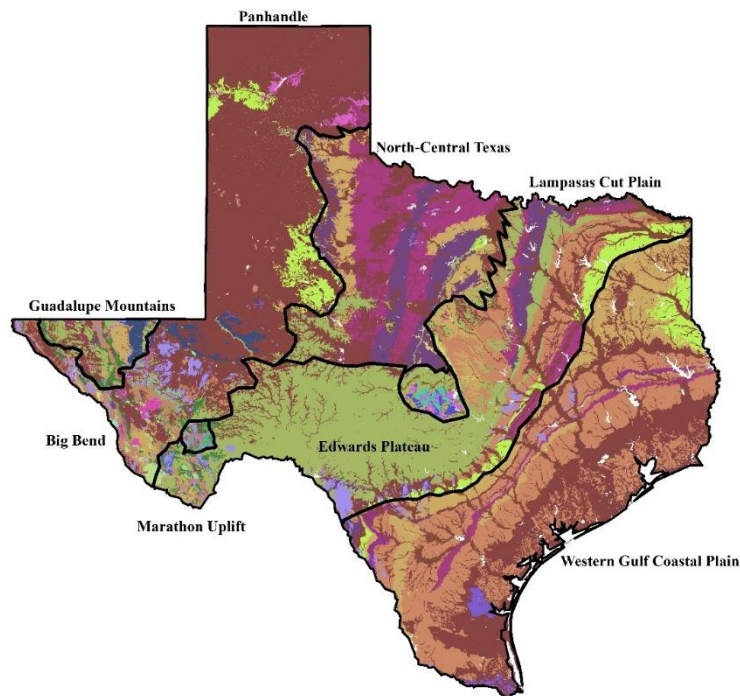 Panhandle
North-Central Texas
Lampasas Cut Plain
Guadalupe Mountains
Big Bend
Edwards Plateau
Marathon Uplift
Western Gulf Coastal Plain